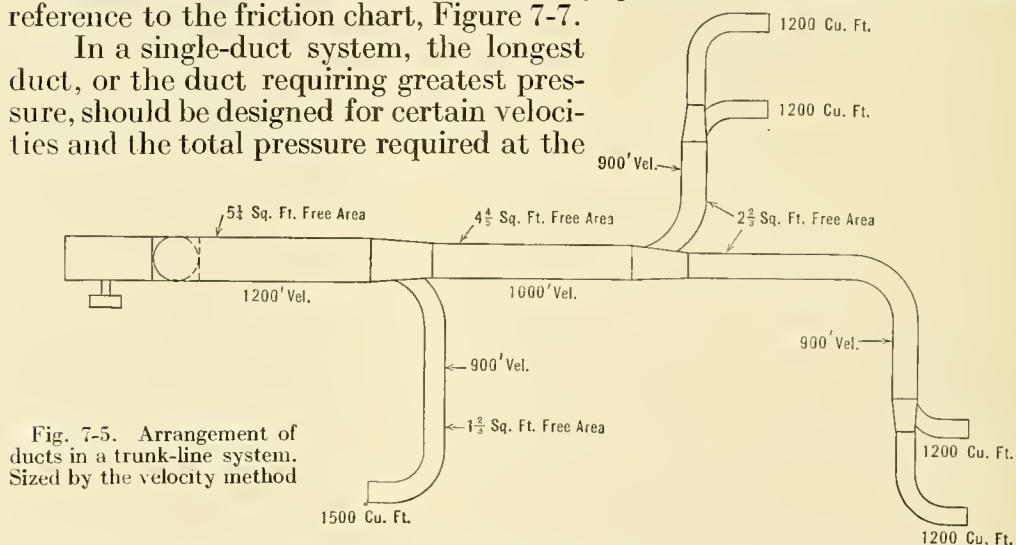 reference to the friction chart, Figure 7-7.
In a single-duct system, the longest
duct, or the duct requiring greatest pres-
sure, should be designed for certain veloci-
ties and the total pressure required at the
1200 Cu. Ft.
1200 Cu. Ft.
900' Vel.
5¼ Sq. Ft. Free Area
4⅘ Sq. Ft. Free Area
2⅔ Sq. Ft. Free Area
1200' Vel.
1000' Vel.
900' Vel.
900' Vel.
1⅔ Sq. Ft. Free Area
Fig. 7-5. Arrangement of
ducts in a trunk-line system.
Sized by the velocity method
1200 Cu. Ft.
1500 Cu. Ft.
1200 Cu. Ft.